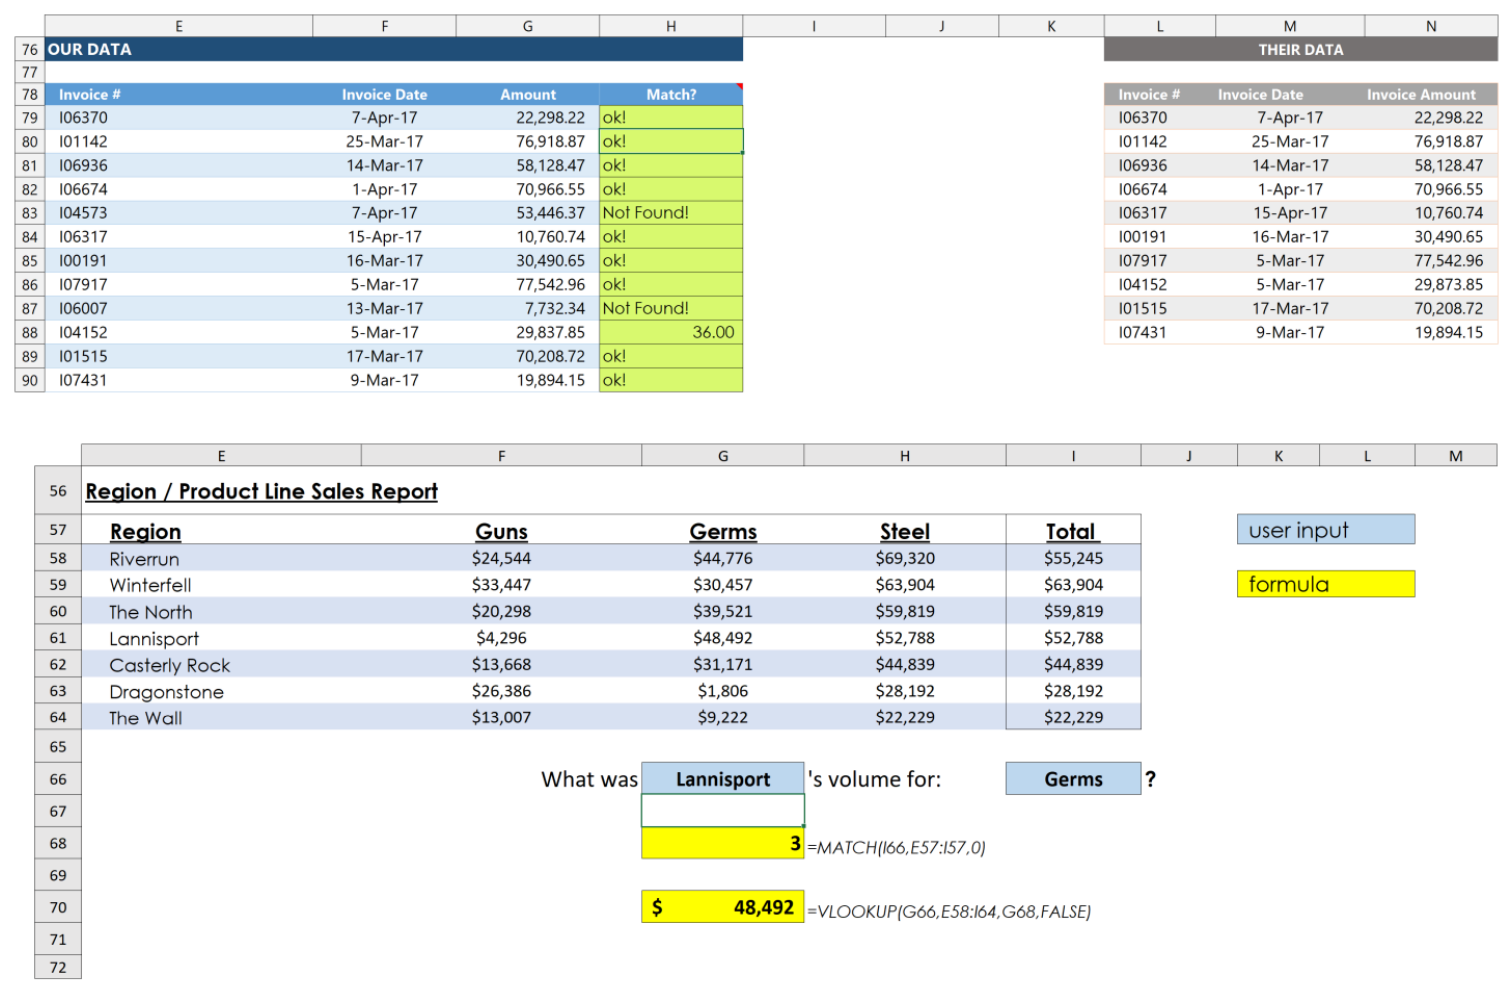 E F G H I J K L M N
76 OUR DATA THEIR DATA
77
78 Invoice # Invoice Date Amount Match? Invoice # Invoice Date Invoice Amount
79 I06370 7-Apr-17 22,298.22 ok! I06370 7-Apr-17 22,298.22
80 I01142 25-Mar-17 76,918.87 ok! I01142 25-Mar-17 76,918.87
81 I06936 14-Mar-17 58,128.47 ok! I06936 14-Mar-17 58,128.47
82 I06674 1-Apr-17 70,966.55 ok! I06674 1-Apr-17 70,966.55
83 I04573 7-Apr-17 53,446.37 Not Found! I06317 15-Apr-17 10,760.74
84 I06317 15-Apr-17 10,760.74 ok! I00191 16-Mar-17 30,490.65
85 I00191 16-Mar-17 30,490.65 ok! I07917 5-Mar-17 77,542.96
86 I07917 5-Mar-17 77,542.96 ok! I04152 5-Mar-17 29,873.85
87 I06007 13-Mar-17 7,732.34 Not Found! I01515 17-Mar-17 70,208.72
88 I04152 5-Mar-17 29,837.85 36.00 I07431 9-Mar-17 19,894.15
89 I01515 17-Mar-17 70,208.72 ok!
90 I07431 9-Mar-17 19,894.15 ok!
E F G H I J K L M
56 Region / Product Line Sales Report
57 Region Guns Germs Steel Total user input
58 Riverrun $24,544 $44,776 $69,320 $55,245
59 Winterfell $33,447 $30,457 $63,904 $63,904 formula
60 The North $20,298 $39,521 $59,819 $59,819
61 Lannisport $4,296 $48,492 $52,788 $52,788
62 Casterly Rock $13,668 $31,171 $44,839 $44,839
63 Dragonstone $26,386 $1,806 $28,192 $28,192
64 The Wall $13,007 $9,222 $22,229 $22,229
65
66 What was Lannisport 's volume for: Germs ?
67
68 3 =MATCH(I66,E57:I57,0)
69
70 $ 48,492 =VLOOKUP(G66,E58:I64,G68,FALSE)
71
72